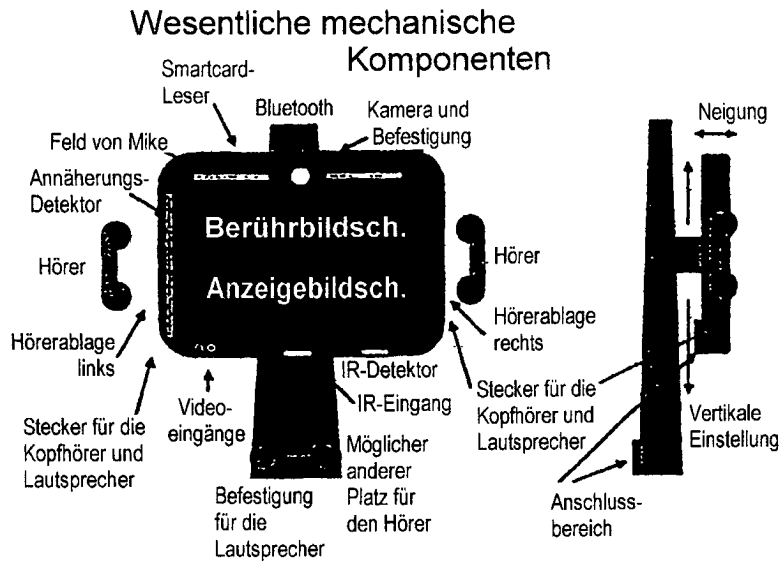 Wesentliche mechanische
Komponenten
Smartcard-
Leser
Bluetooth
Kamera und
Befestigung
Neigung
Feld von Mike
Annäherungs-
Detektor
Berührbildsch.
Hörer
Hörer
Anzeigebildsch.
Hörerablage
links
Hörerablage
rechts
IR-Detektor
IR-Eingang
Stecker für die
Kopfhörer und
Lautsprecher
Video-
eingänge
Stecker für die
Kopfhörer und
Lautsprecher
Vertikale
Einstellung
Befestigung
für die
Lautsprecher
Möglicher
anderer
Platz für
den Hörer
Anschluss-
bereich